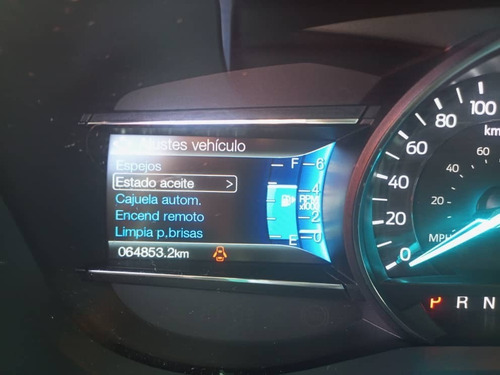 Ajustes vehículo
Espejos
Estado aceite >
Cajuela autom.
Encend remoto
Limpia p.brisas
064853.2km
F
E
6
4
2
0
RPM
x1000
100
80
60
40
20
0
km
60
40
20
MPH
P R N